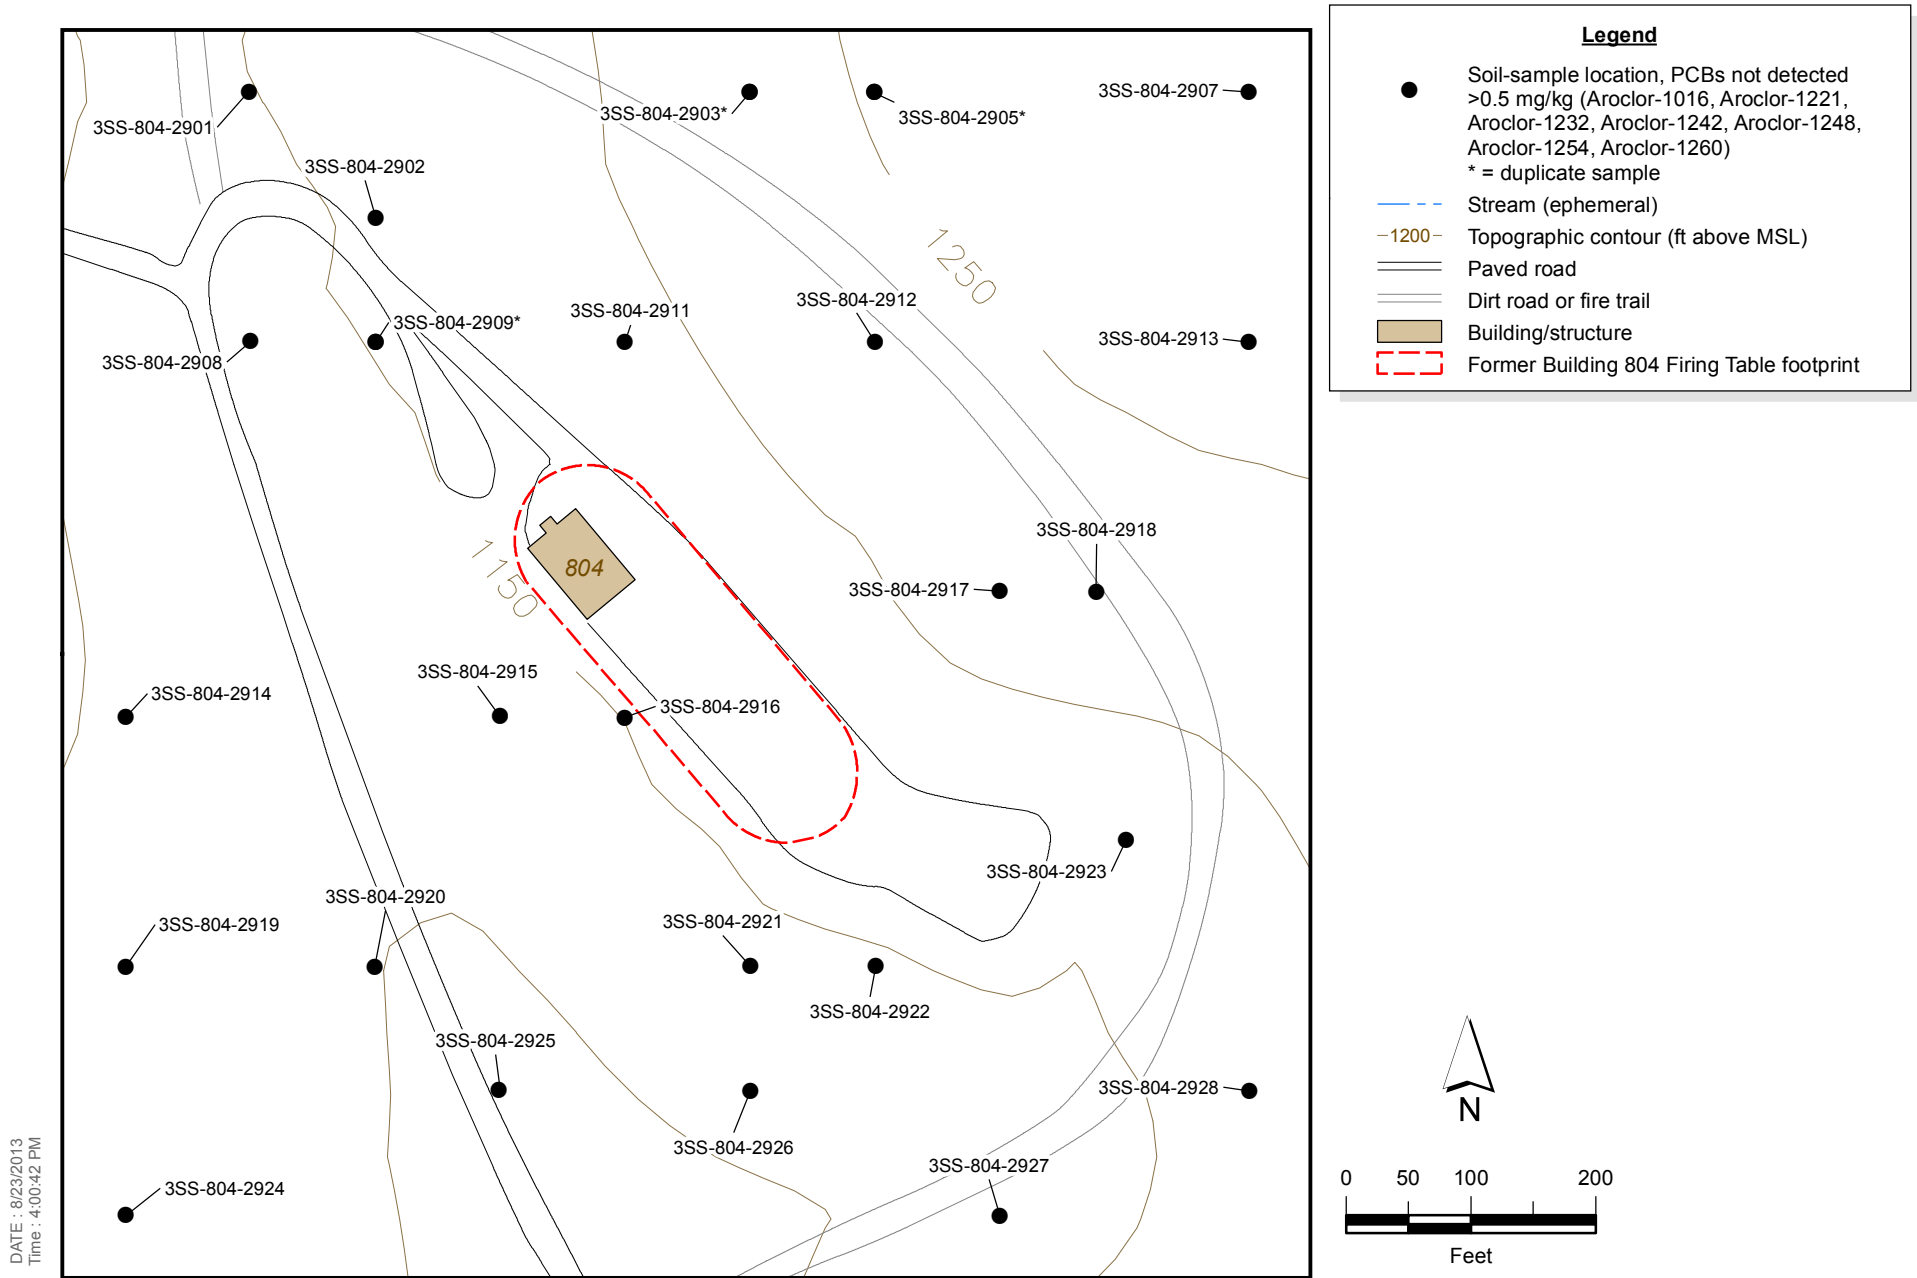 Legend
Soil-sample location, PCBs not detected
>0.5 mg/kg (Aroclor-1016, Aroclor-1221,
Aroclor-1232, Aroclor-1242, Aroclor-1248,
Aroclor-1254, Aroclor-1260)
* = duplicate sample
Stream (ephemeral)
1200
Topographic contour (ft above MSL)
Paved road
Dirt road or fire trail
Building/structure
Former Building 804 Firing Table footprint
3SS-804-2901
3SS-804-2903*
3SS-804-2905*
3SS-804-2907
3SS-804-2902
1250
3SS-804-2908
3SS-804-2909*
3SS-804-2911
3SS-804-2912
3SS-804-2913
1150
804
3SS-804-2918
3SS-804-2917
3SS-804-2914
3SS-804-2915
3SS-804-2916
3SS-804-2923
3SS-804-2919
3SS-804-2920
3SS-804-2921
3SS-804-2922
3SS-804-2925
3SS-804-2928
3SS-804-2926
3SS-804-2927
3SS-804-2924
N
0 50 100 200
Feet
DATE : 8/23/2013
Time : 4:00:42 PM